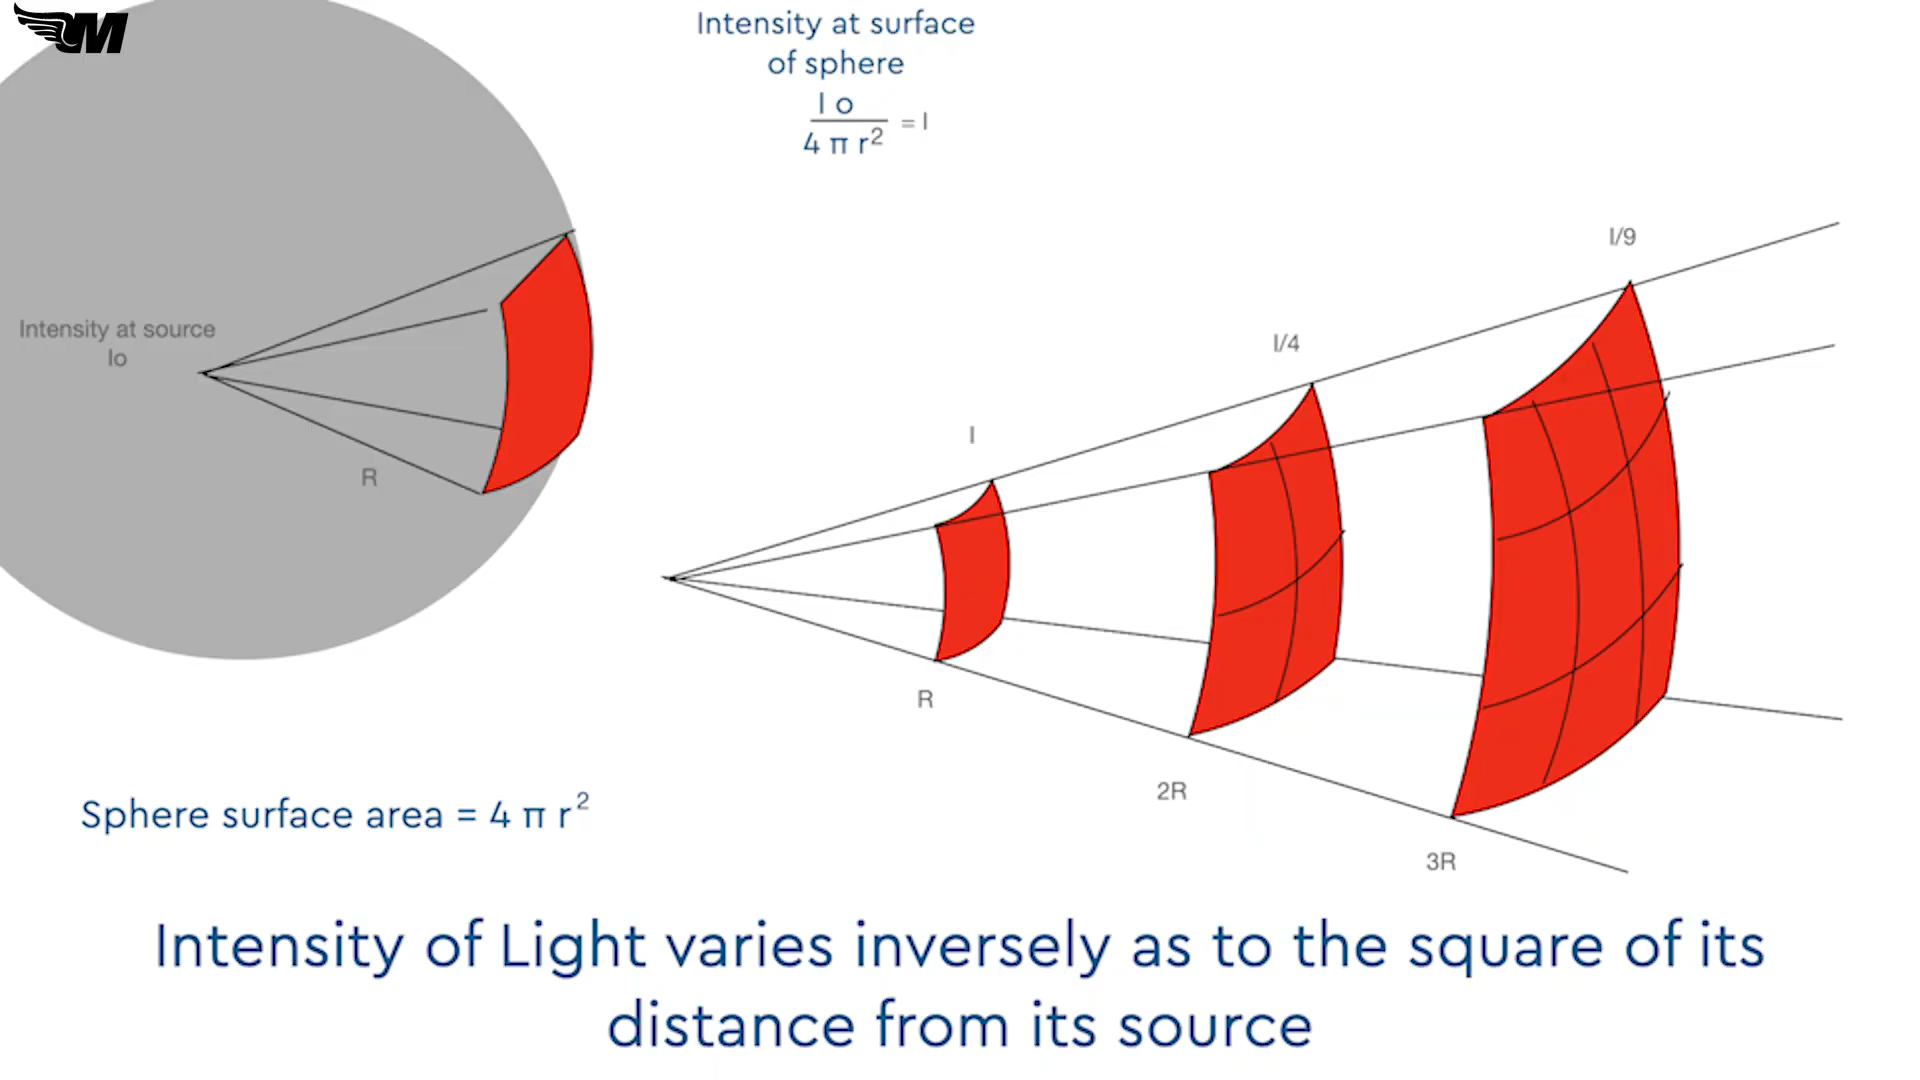 M
Intensity at surface
of sphere
I o
4 π r² = I
Intensity at source
Io
R
I
I/4
I/9
R
2R
3R
Sphere surface area = 4 π r²
Intensity of Light varies inversely as to the square of its
distance from its source